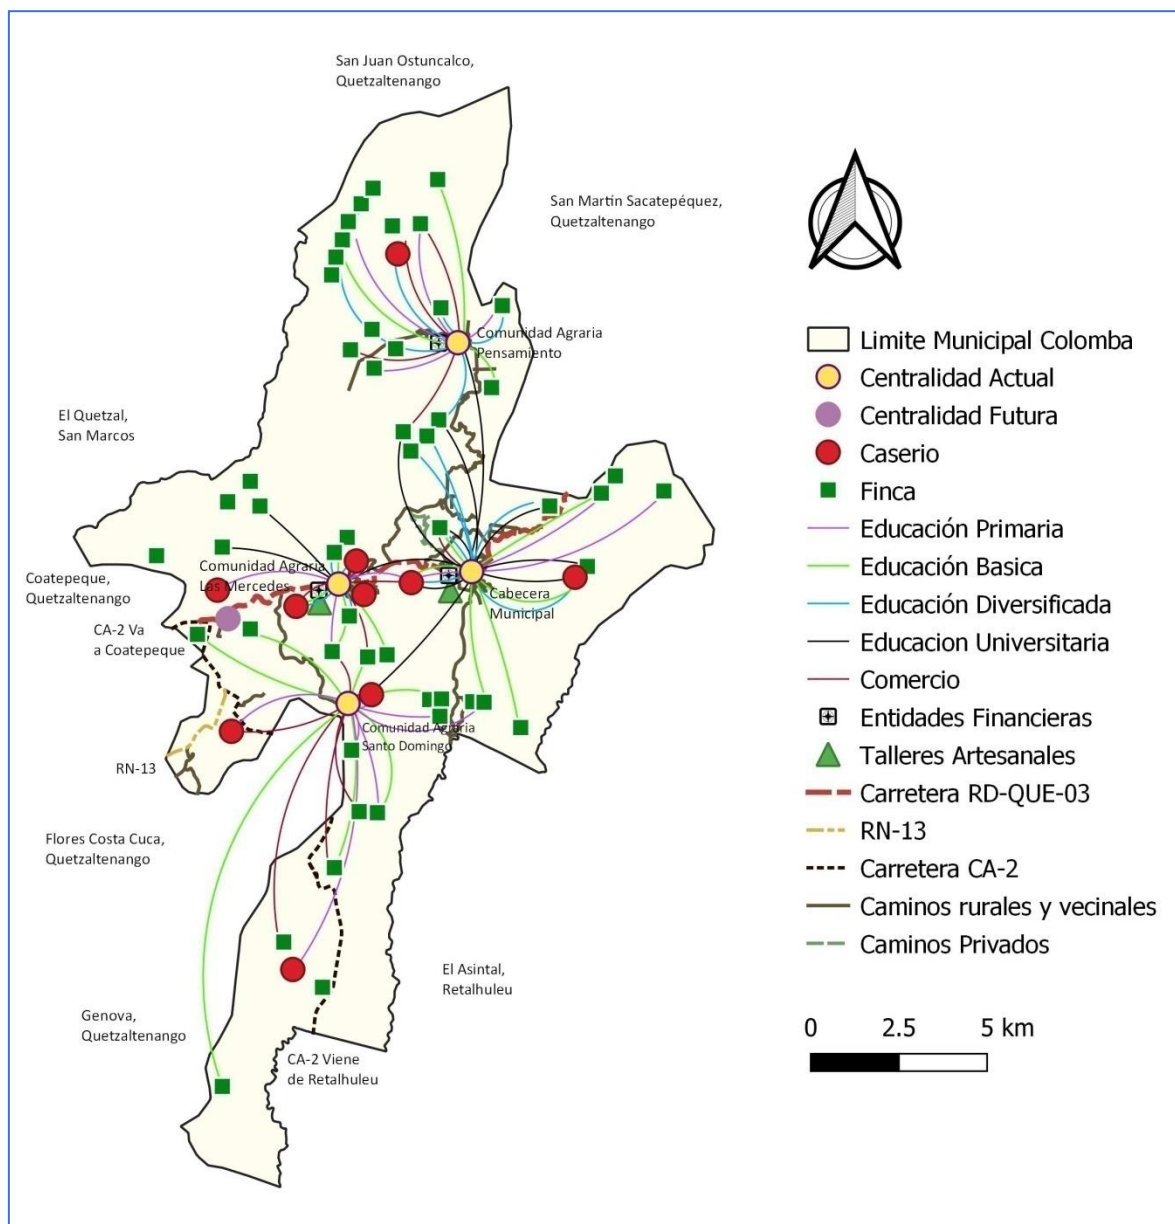 San Juan Ostuncalco,
Quetzaltenango
San Martín Sacatepéquez,
Quetzaltenango
Comunidad Agraria
Pensamiento
El Quetzal,
San Marcos
Comunidad Agraria
Las Mercedes
Coatepeque,
Quetzaltenango
Cabecera
Municipal
CA-2 Va
a Coatepeque
Comunidad Agraria
Santo Domingo
RN-13
Flores Costa Cuca,
Quetzaltenango
El Asintal,
Retalhuleu
Genova,
Quetzaltenango
CA-2 Viene
de Retalhuleu
Limite Municipal Colomba
Centralidad Actual
Centralidad Futura
Caserio
Finca
Educación Primaria
Educación Basica
Educación Diversificada
Educacion Universitaria
Comercio
Entidades Financieras
Talleres Artesanales
Carretera RD-QUE-03
RN-13
Carretera CA-2
Caminos rurales y vecinales
Caminos Privados
0 2.5 5 km